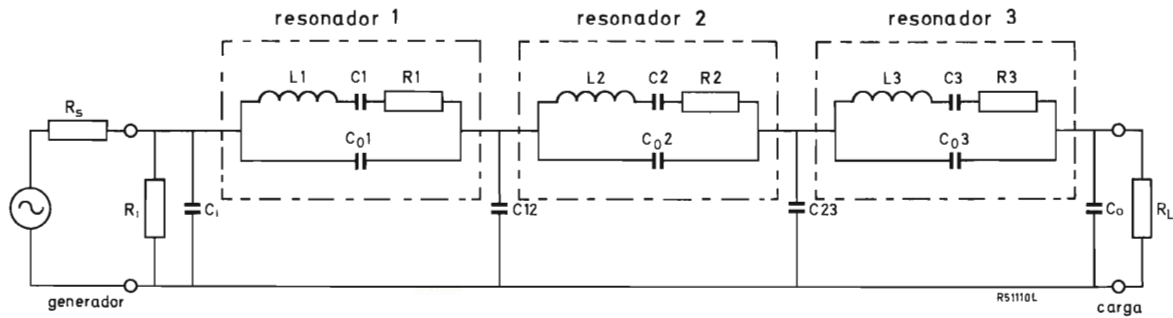 resonador 1
resonador 2
resonador 3
L1 C1 R1
L2 C2 R2
L3 C3 R3
Rs
C01
C02
C03
Ri
Ci
C12
C23
Co
RL
generador
R51110L
carga